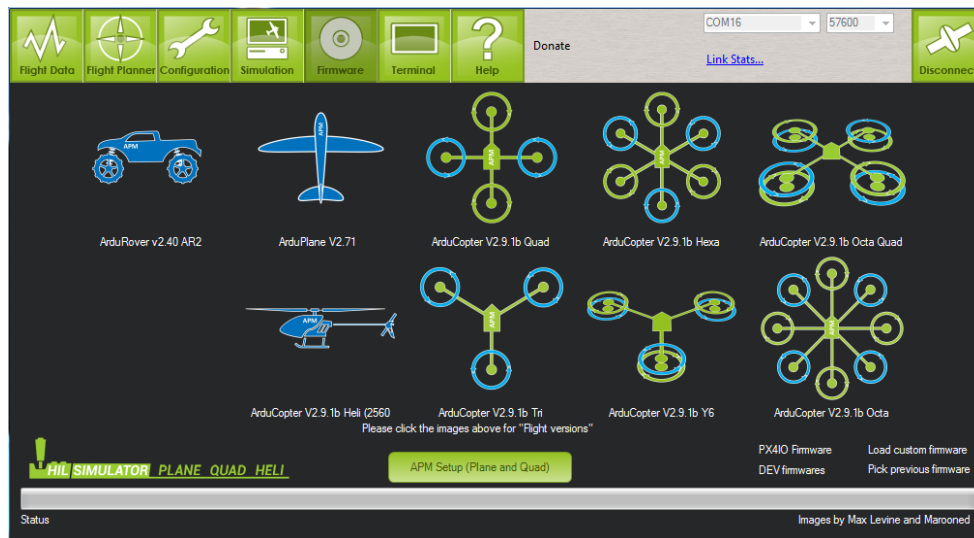 COM16
57600
Donate
Link Stats...
Flight Data
Flight Planner
Configuration
Simulation
Firmware
Terminal
Help
Disconnect
APM
APM
APM
APM
ArduRover v2.40 AR2
ArduPlane V2.71
ArduCopter V2.9.1b Quad
ArduCopter V2.9.1b Hexa
ArduCopter V2.9.1b Octa Quad
APM
APM
APM
ArduCopter V2.9.1b Heli (2560
ArduCopter V2.9.1b Tri
ArduCopter V2.9.1b Y6
ArduCopter V2.9.1b Octa
Please click the images above for "Flight versions"
PX4IO Firmware
Load custom firmware
HIL SIMULATOR PLANE QUAD HELI
APM Setup (Plane and Quad)
DEV firmwares
Pick previous firmware
Status
Images by Max Levine and Marooned